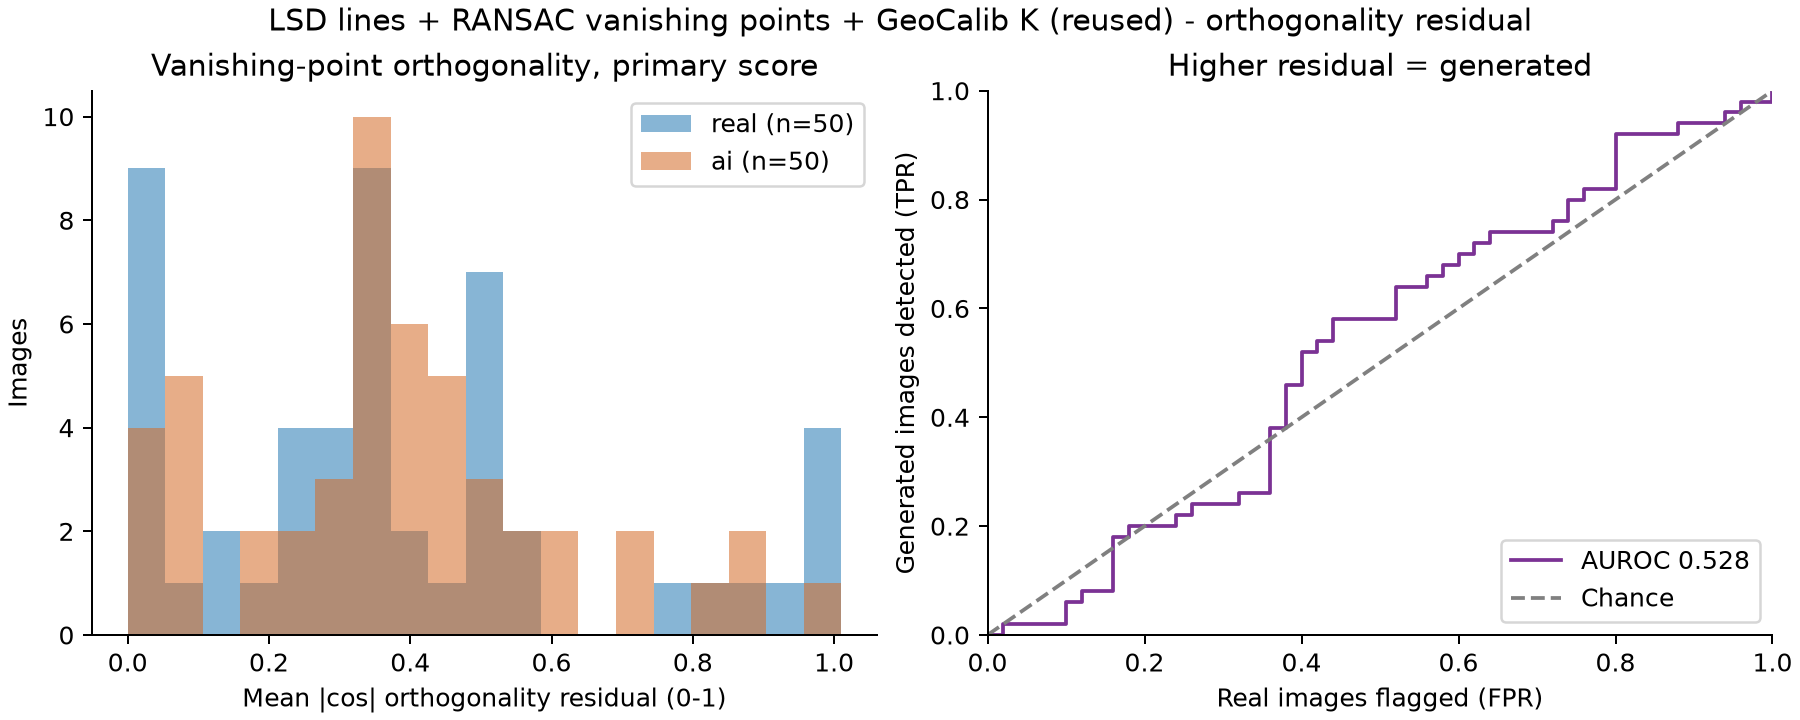 LSD lines + RANSAC vanishing points + GeoCalib K (reused) - orthogonality residual
Vanishing-point orthogonality, primary score
Images
10
8
6
4
2
0
real (n=50)
ai (n=50)
0.0 0.2 0.4 0.6 0.8 1.0
Mean |cos| orthogonality residual (0-1)
Higher residual = generated
Generated images detected (TPR)
1.0
0.8
0.6
0.4
0.2
0.0
AUROC 0.528
Chance
0.0 0.2 0.4 0.6 0.8 1.0
Real images flagged (FPR)